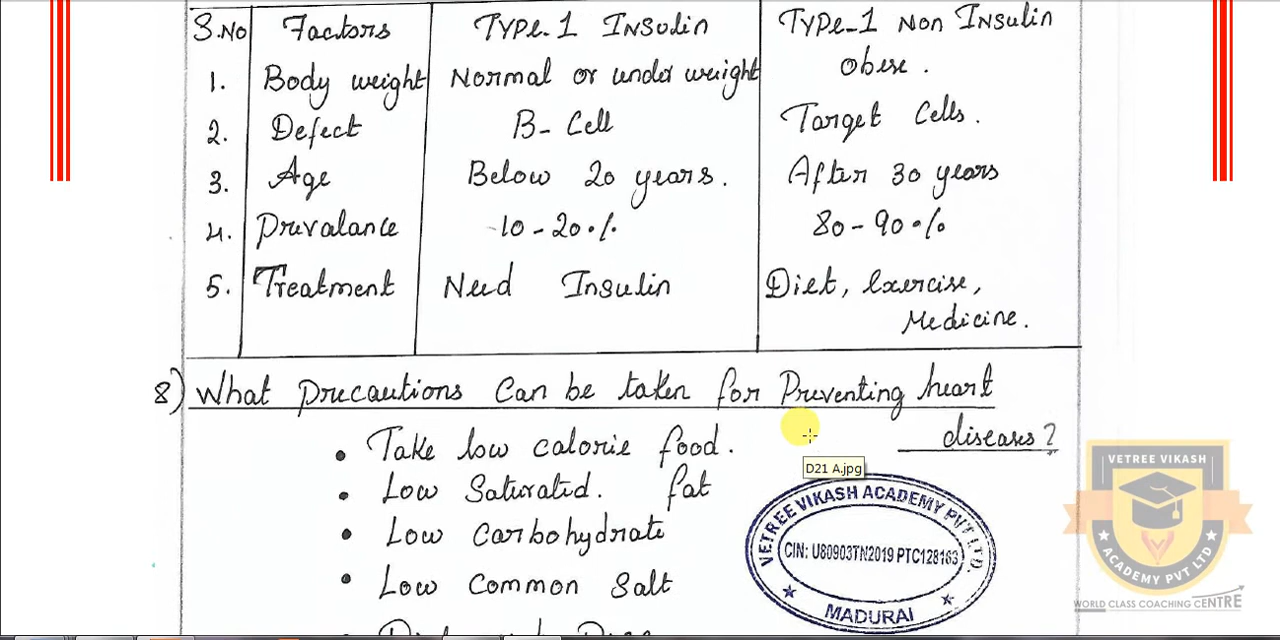 S.No Factors Type-1 Insulin Type-1 Non Insulin
1. Body weight Normal or under weight Obese.
2. Defect B-Cell Target Cells.
3. Age Below 20 years. After 30 years
4. Prevalance 10-20% 80-90%
5. Treatment Need Insulin Diet, Exercise,
Medicine.
8) What Precautions Can be taken for Preventing heart
diseases?
• Take low calorie food.
• Low Saturated. fat
• Low Carbohydrate
• Low Common Salt
D21 A.jpg
VETREE VIKASH ACADEMY PVT LTD.
CIN: U80903TN2019 PTC128163
MADURAI
VETREE VIKASH
ACADEMY PVT LTD
WORLD CLASS COACHING CENTRE